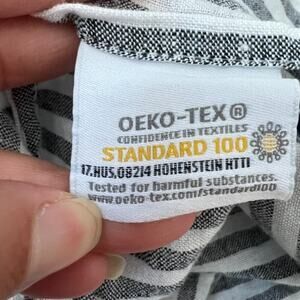 OEKO-TEX®
CONFIDENCE IN TEXTILES
STANDARD 100
17.HUS.08214 HOHENSTEIN HTTI
Tested for harmful substances.
www.oeko-tex.com/standard100